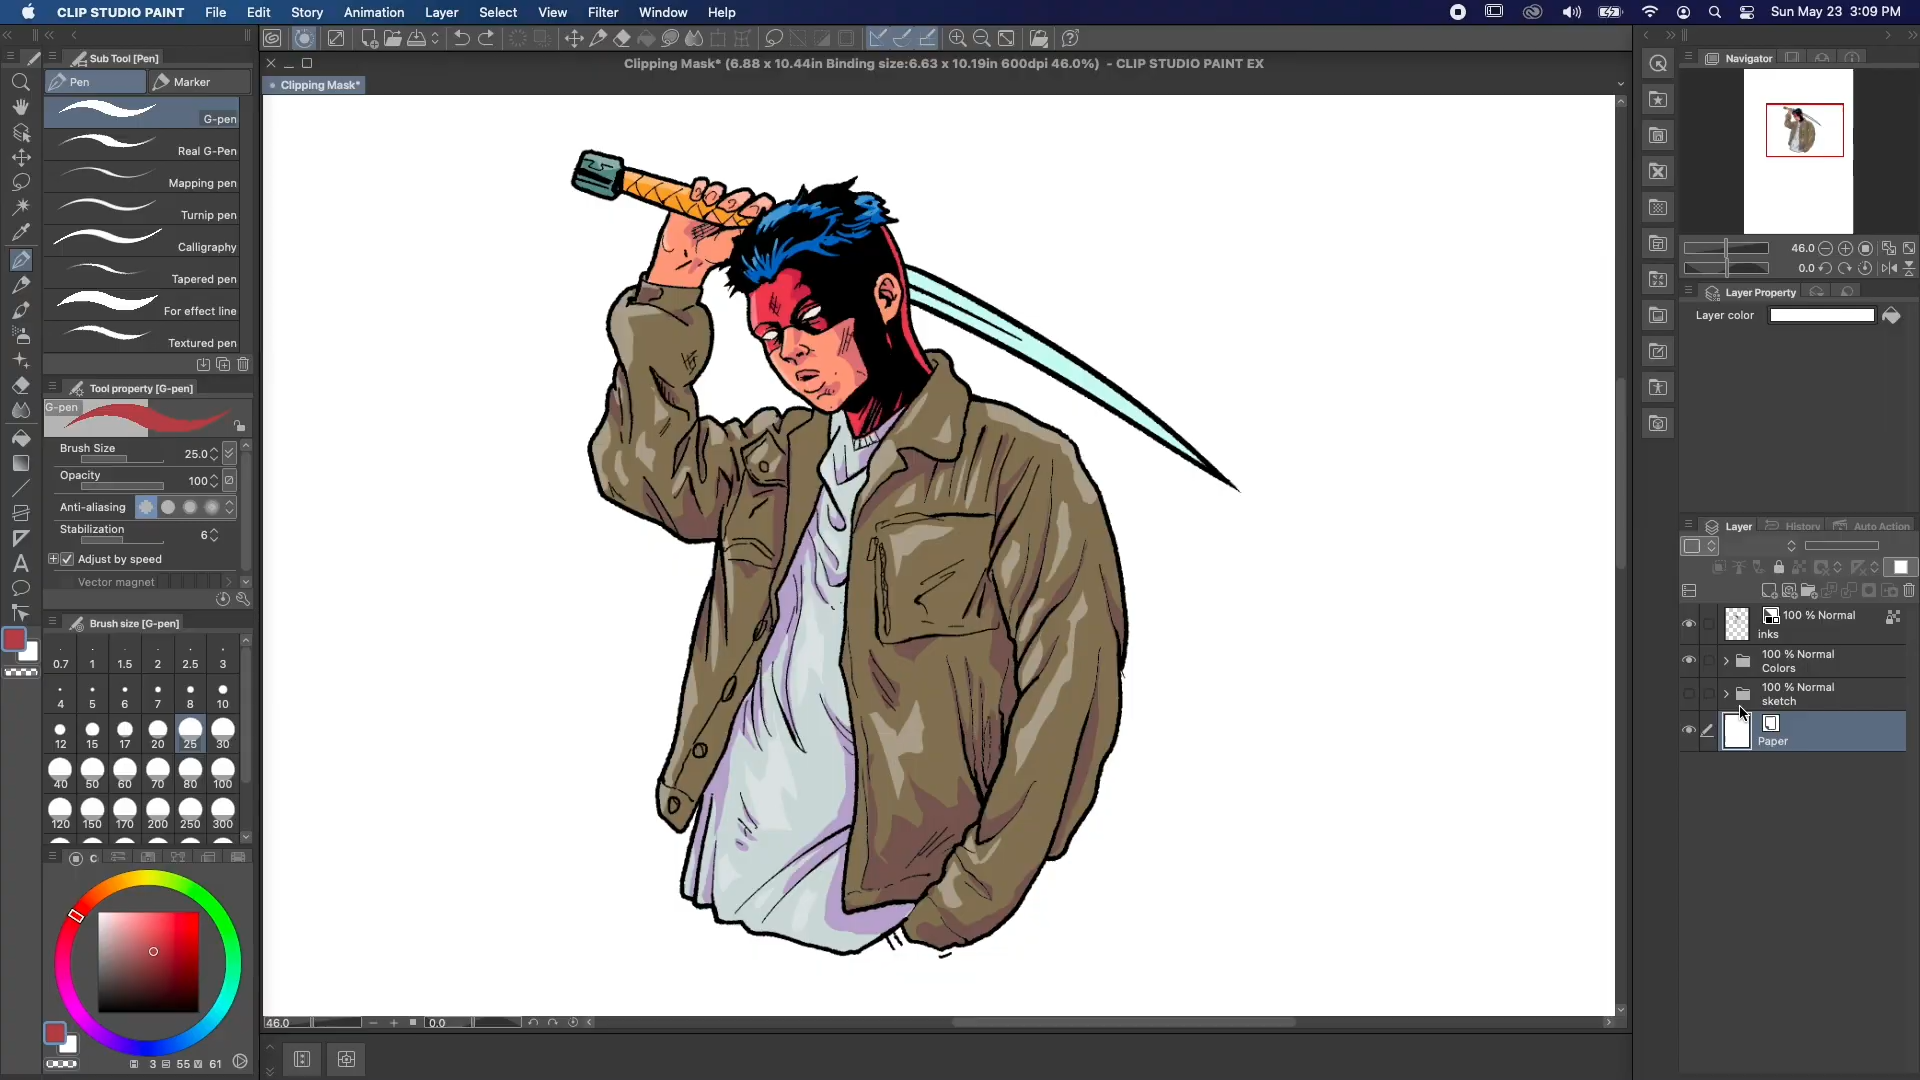 CLIP STUDIO PAINT File Edit Story Animation Layer Select View Filter Window Help Sun May 23 3:09 PM
Clipping Mask* (6.88 x 10.44in Binding size:6.63 x 10.19in 600dpi 46.0%) - CLIP STUDIO PAINT EX
Clipping Mask*
Sub Tool [Pen]
Pen Marker
G-pen
Real G-Pen
Mapping pen
Turnip pen
Calligraphy
Tapered pen
For effect line
Textured pen
Tool property [G-pen]
G-pen
Brush Size 25.0
Opacity 100
Anti-aliasing
Stabilization 6
Adjust by speed
Vector magnet
Brush size [G-pen]
0.7 1 1.5 2 2.5 3
4 5 6 7 8 10
12 15 17 20 25 30
40 50 60 70 80 100
120 150 170 200 250 300
C
3 55 61
46.0 0.0
Navigator
46.0
0.0
Layer Property
Layer color
Layer History Auto Action
100 % Normal
inks
100 % Normal
Colors
100 % Normal
sketch
Paper